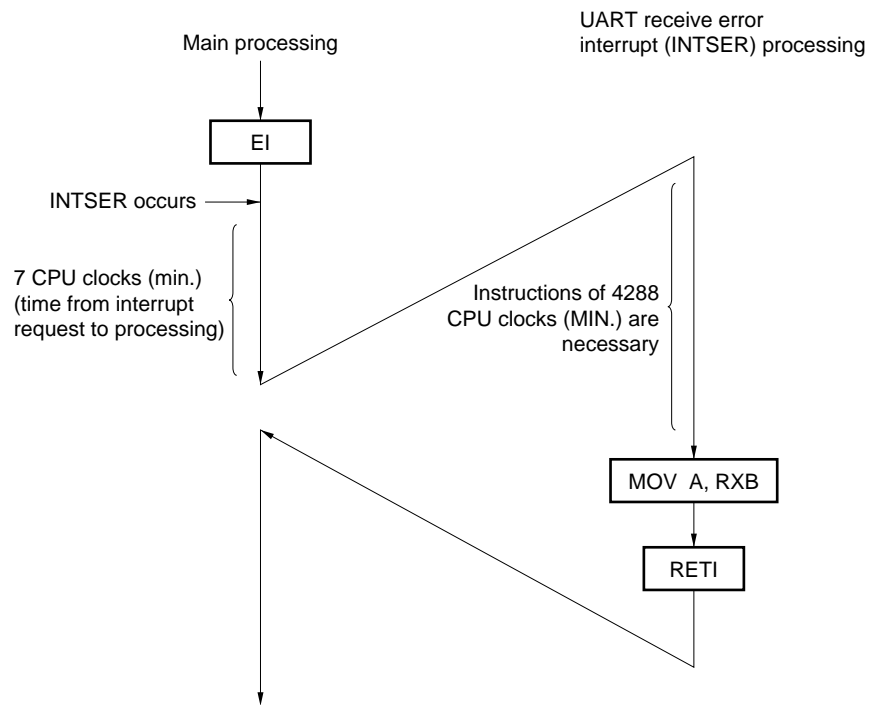 UART receive error
interrupt (INTSER) processing
Main processing
EI
INTSER occurs
7 CPU clocks (min.)
(time from interrupt
request to processing)
Instructions of 4288
CPU clocks (MIN.) are
necessary
MOV A, RXB
RETI